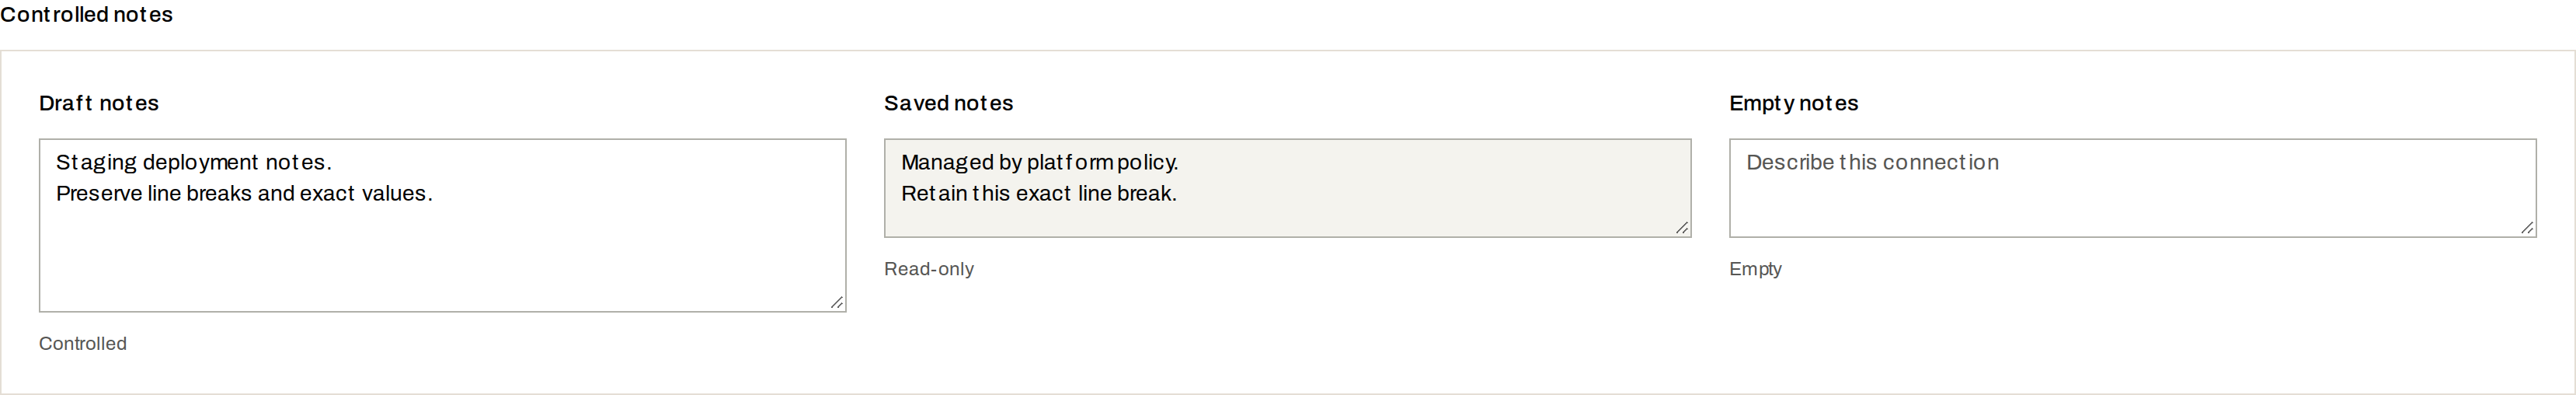 Controlled notes
Draft notes
Staging deployment notes.
Preserve line breaks and exact values.
Controlled
Saved notes
Managed by platform policy.
Retain this exact line break.
Read-only
Empty notes
Describe this connection
Empty